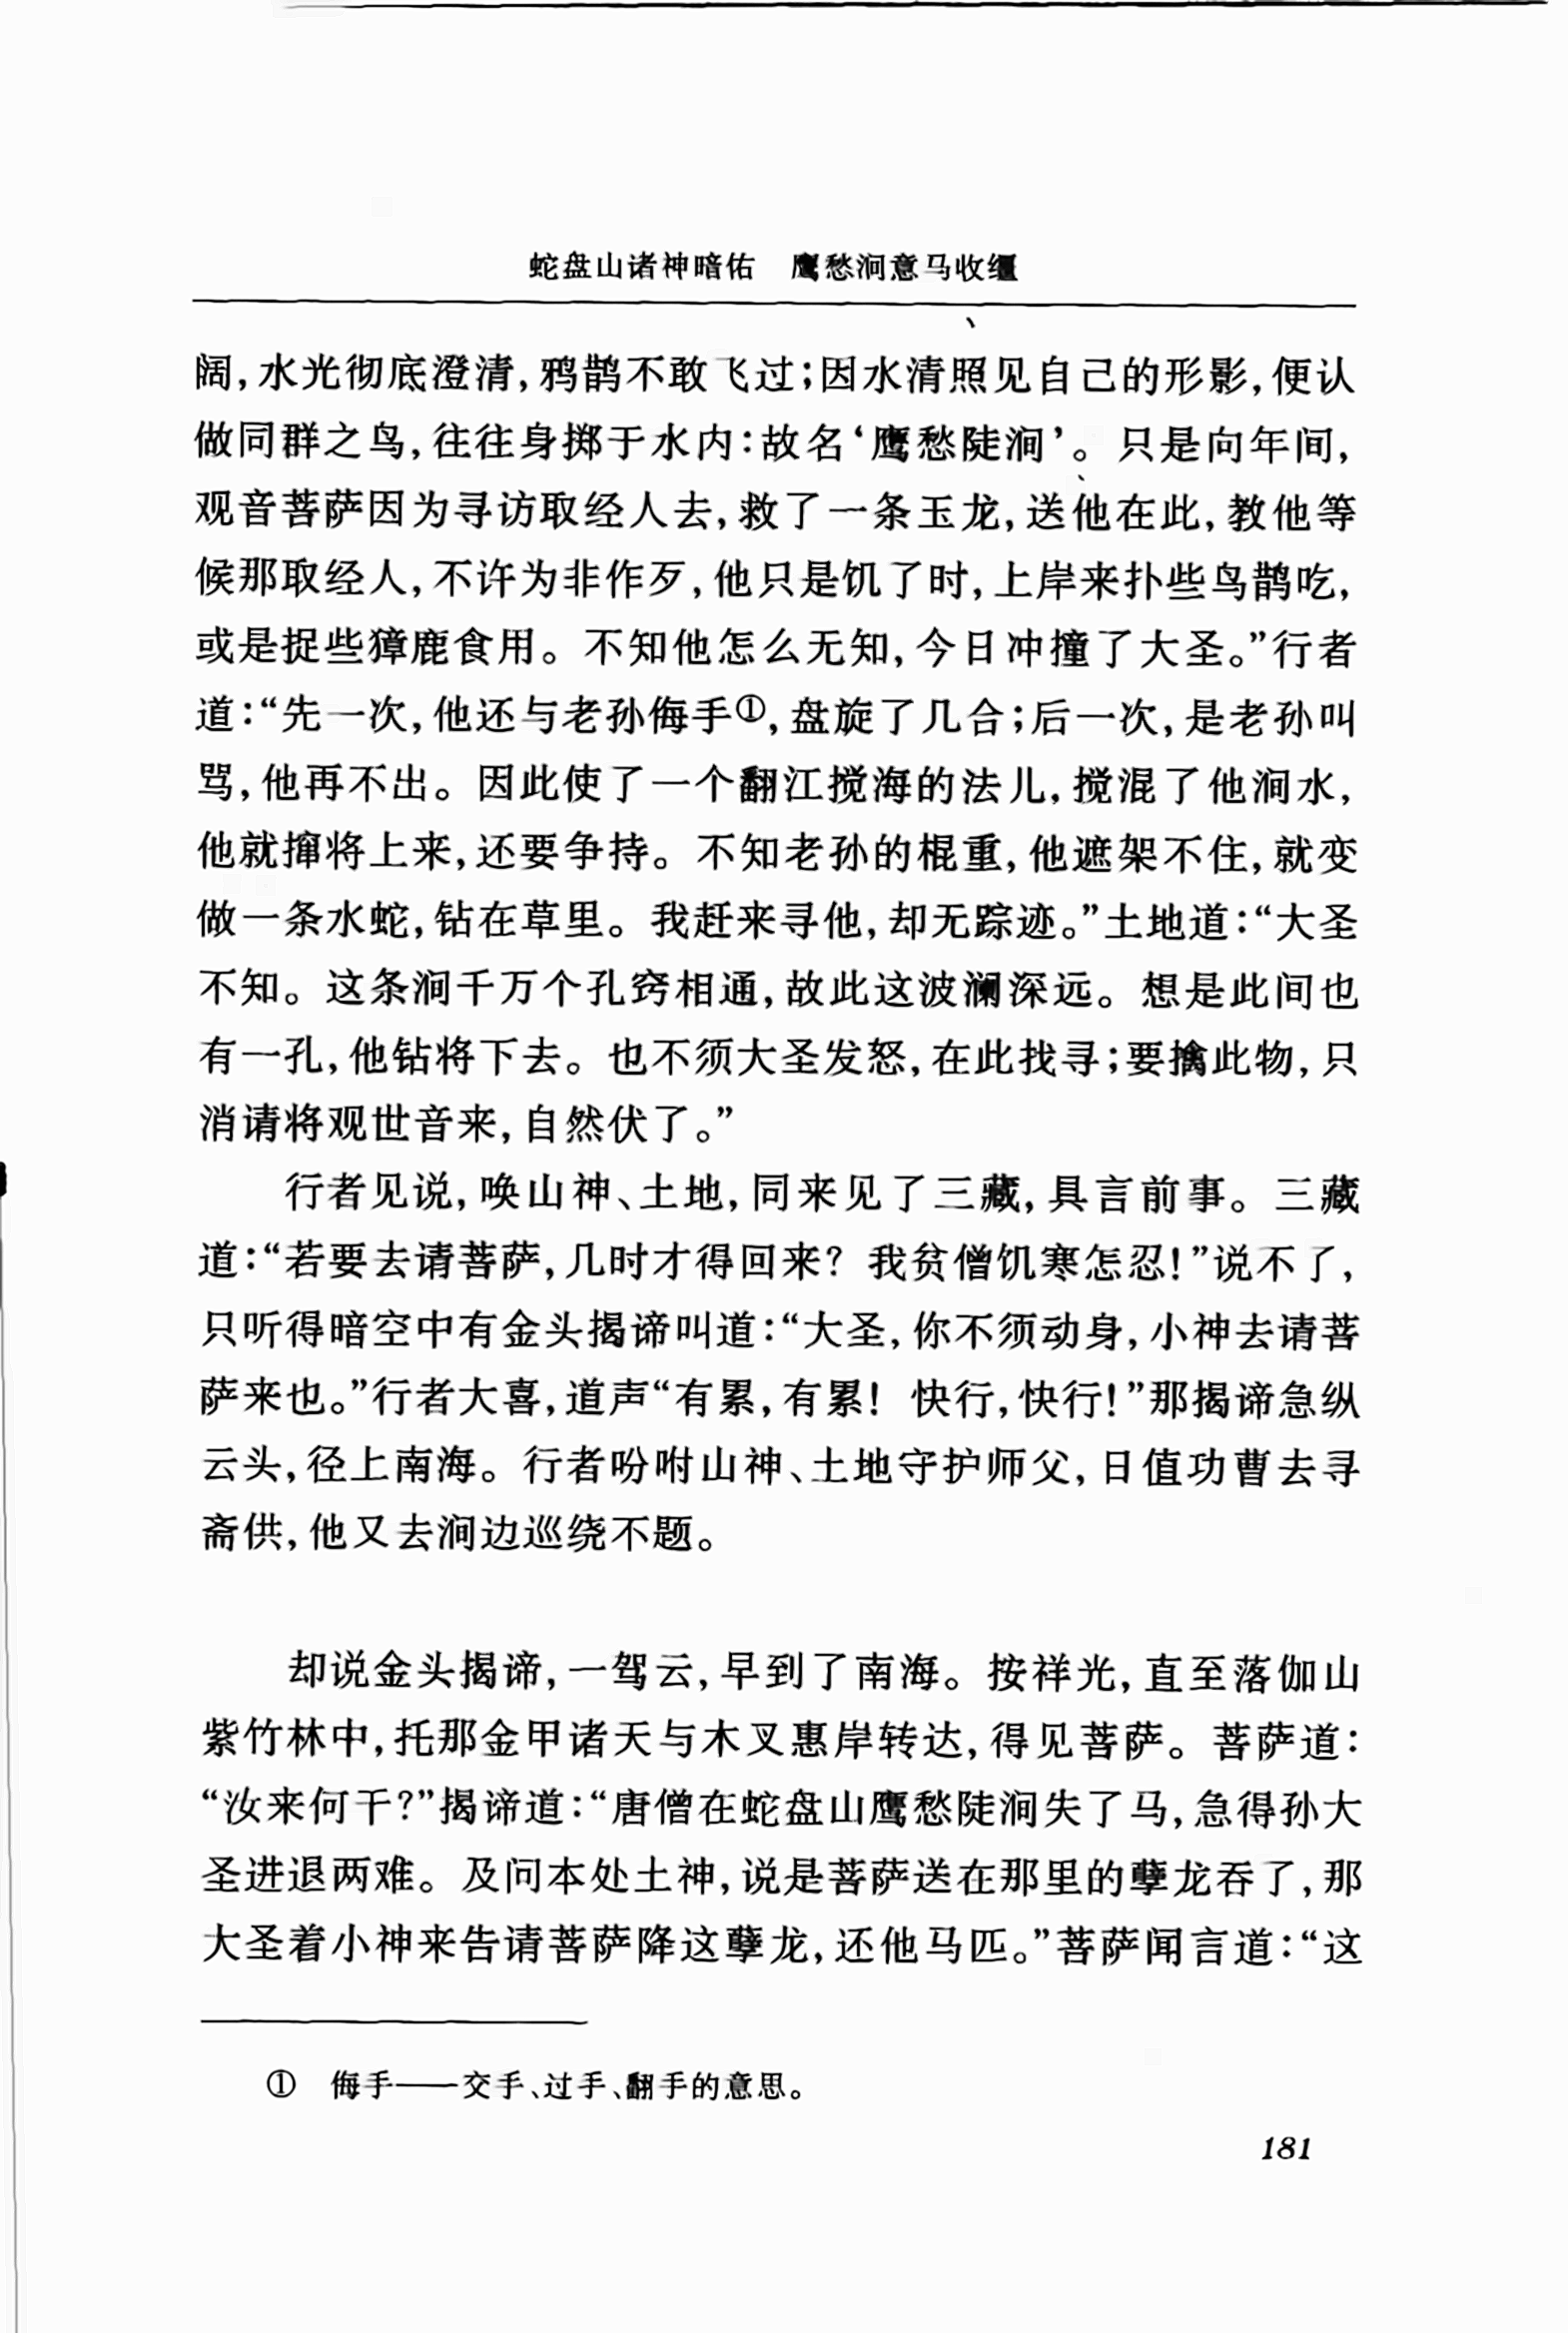 蛇盘山诸神暗佑　鹰愁涧意马收缰
阔,水光彻底澄清,鸦鹊不敢飞过;因水清照见自己的形影,便认
做同群之鸟,往往身掷于水内:故名‘鹰愁陡涧’。只是向年间,
观音菩萨因为寻访取经人去,救了一条玉龙,送他在此,教他等
候那取经人,不许为非作歹,他只是饥了时,上岸来扑些鸟鹊吃,
或是捉些獐鹿食用。不知他怎么无知,今日冲撞了大圣。”行者
道:“先一次,他还与老孙侮手①,盘旋了几合;后一次,是老孙叫
骂,他再不出。因此使了一个翻江搅海的法儿,搅混了他涧水,
他就撺将上来,还要争持。不知老孙的棍重,他遮架不住,就变
做一条水蛇,钻在草里。我赶来寻他,却无踪迹。”土地道:“大圣
不知。这条涧千万个孔窍相通,故此这波澜深远。想是此间也
有一孔,他钻将下去。也不须大圣发怒,在此找寻;要擒此物,只
消请将观世音来,自然伏了。”
行者见说,唤山神、土地,同来见了三藏,具言前事。三藏
道:“若要去请菩萨,几时才得回来?我贫僧饥寒怎忍!”说不了,
只听得暗空中有金头揭谛叫道:“大圣,你不须动身,小神去请菩
萨来也。”行者大喜,道声“有累,有累!快行,快行!”那揭谛急纵
云头,径上南海。行者吩咐山神、土地守护师父,日值功曹去寻
斋供,他又去涧边巡绕不题。
却说金头揭谛,一驾云,早到了南海。按祥光,直至落伽山
紫竹林中,托那金甲诸天与木叉惠岸转达,得见菩萨。菩萨道:
“汝来何干?”揭谛道:“唐僧在蛇盘山鹰愁陡涧失了马,急得孙大
圣进退两难。及问本处土神,说是菩萨送在那里的孽龙吞了,那
大圣着小神来告请菩萨降这孽龙,还他马匹。”菩萨闻言道:“这
①　侮手——交手、过手、翻手的意思。
181